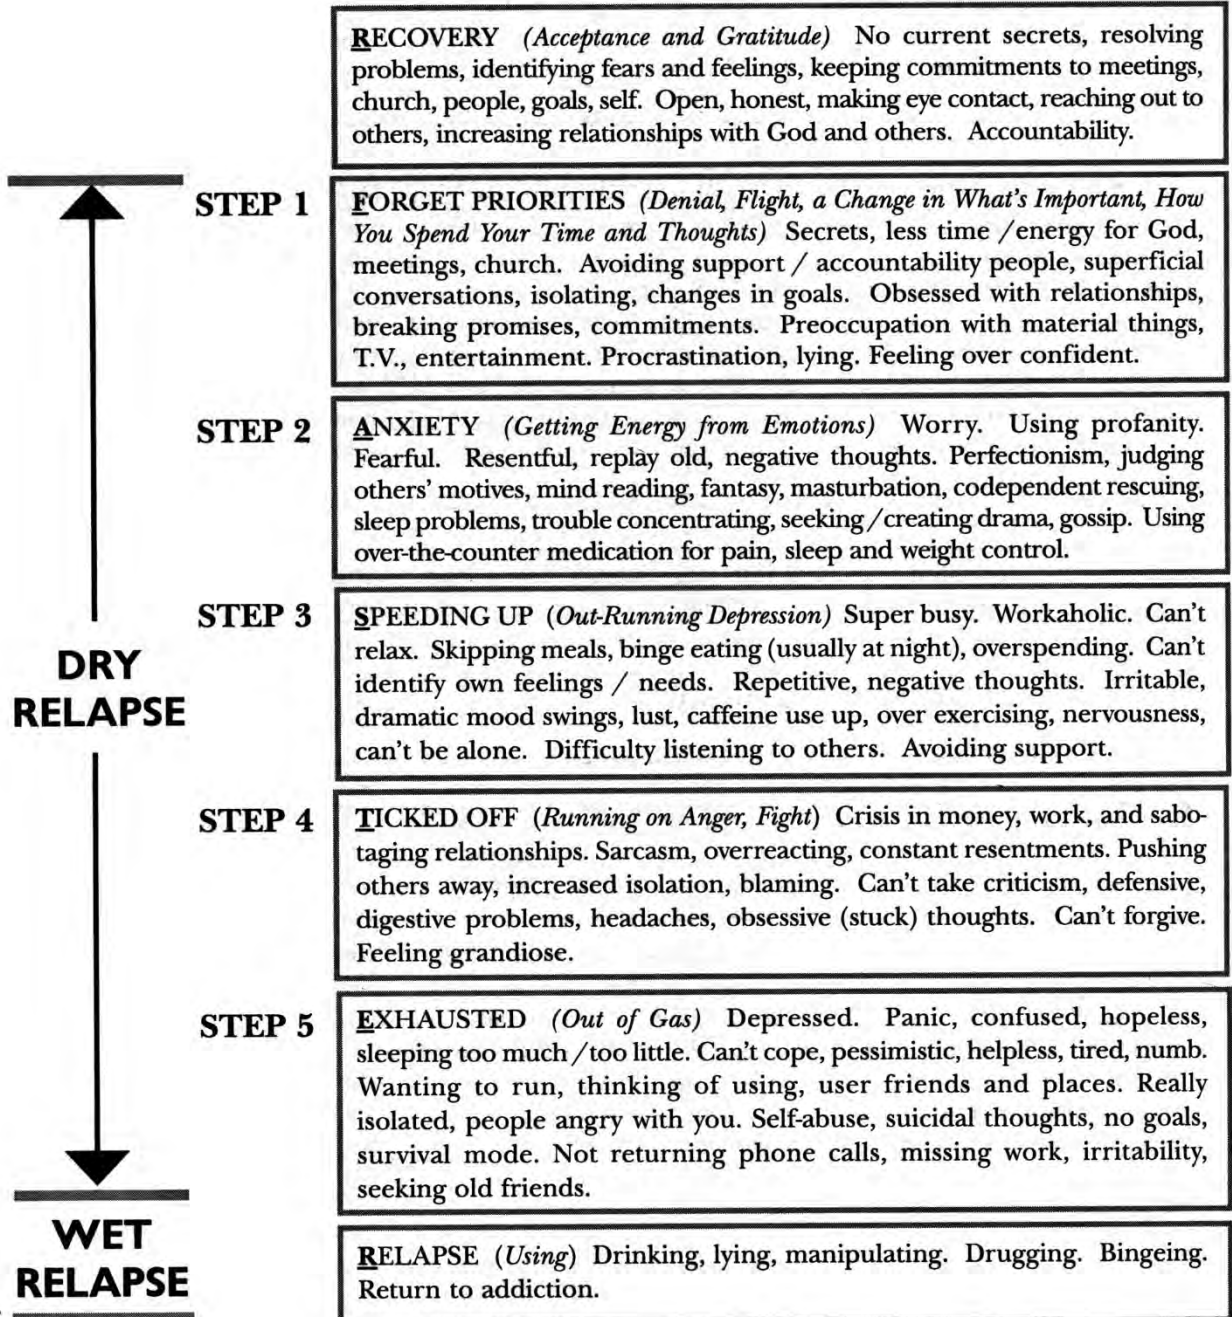 RECOVERY (Acceptance and Gratitude) No current secrets, resolving
problems, identifying fears and feelings, keeping commitments to meetings,
church, people, goals, self. Open, honest, making eye contact, reaching out to
others, increasing relationships with God and others. Accountability.
STEP 1
FORGET PRIORITIES (Denial, Flight, a Change in What's Important, How
You Spend Your Time and Thoughts) Secrets, less time / energy for God,
meetings, church. Avoiding support / accountability people, superficial
conversations, isolating, changes in goals. Obsessed with relationships,
breaking promises, commitments. Preoccupation with material things,
T.V., entertainment. Procrastination, lying. Feeling over confident.
STEP 2
ANXIETY (Getting Energy from Emotions) Worry. Using profanity.
Fearful. Resentful, replay old, negative thoughts. Perfectionism, judging
others' motives, mind reading, fantasy, masturbation, codependent rescuing,
sleep problems, trouble concentrating, seeking / creating drama, gossip. Using
over-the-counter medication for pain, sleep and weight control.
DRY
RELAPSE
STEP 3
SPEEDING UP (Out-Running Depression) Super busy. Workaholic. Can't
relax. Skipping meals, binge eating (usually at night), overspending. Can't
identify own feelings / needs. Repetitive, negative thoughts. Irritable,
dramatic mood swings, lust, caffeine use up, over exercising, nervousness,
can't be alone. Difficulty listening to others. Avoiding support.
STEP 4
TICKED OFF (Running on Anger, Fight) Crisis in money, work, and sabo-
taging relationships. Sarcasm, overreacting, constant resentments. Pushing
others away, increased isolation, blaming. Can't take criticism, defensive,
digestive problems, headaches, obsessive (stuck) thoughts. Can't forgive.
Feeling grandiose.
STEP 5
EXHAUSTED (Out of Gas) Depressed. Panic, confused, hopeless,
sleeping too much / too little. Can't cope, pessimistic, helpless, tired, numb.
Wanting to run, thinking of using, user friends and places. Really
isolated, people angry with you. Self-abuse, suicidal thoughts, no goals,
survival mode. Not returning phone calls, missing work, irritability,
seeking old friends.
WET
RELAPSE
RELAPSE (Using) Drinking, lying, manipulating. Drugging. Bingeing.
Return to addiction.